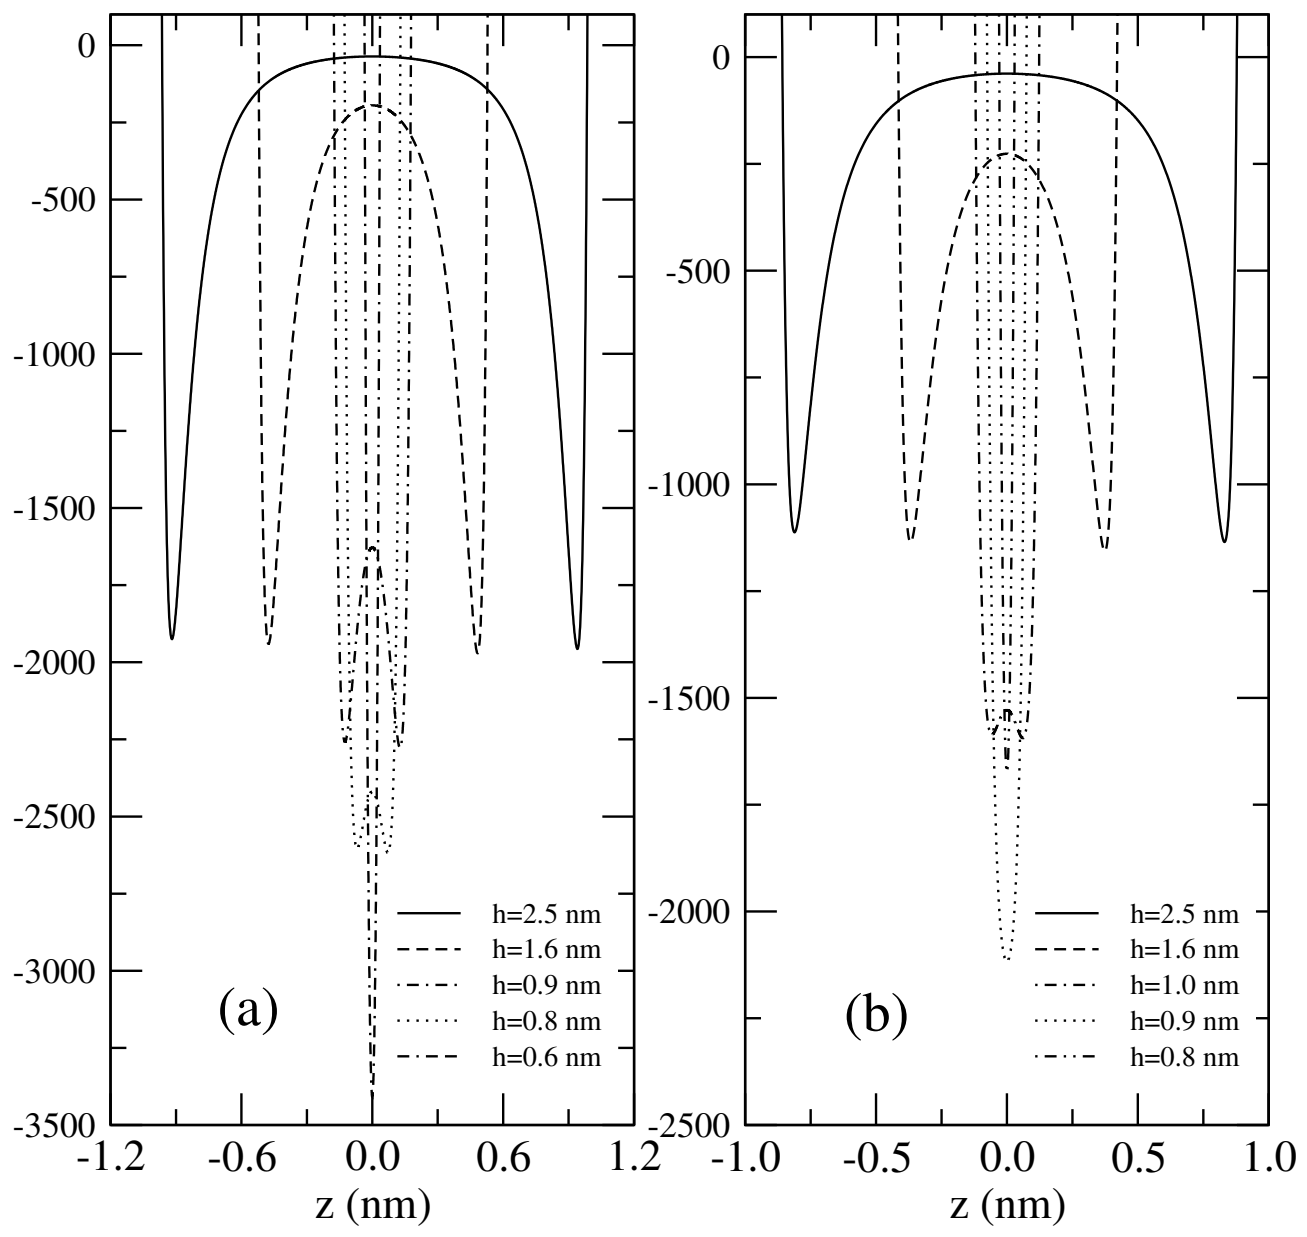 0
-500
-1000
-1500
-2000
-2500
-3000
-3500
-1.2 -0.6 0.0 0.6 1.2
z (nm)
h=2.5 nm
h=1.6 nm
h=0.9 nm
h=0.8 nm
h=0.6 nm
(a)
0
-500
-1000
-1500
-2000
-2500
-1.0 -0.5 0.0 0.5 1.0
z (nm)
h=2.5 nm
h=1.6 nm
h=1.0 nm
h=0.9 nm
h=0.8 nm
(b)